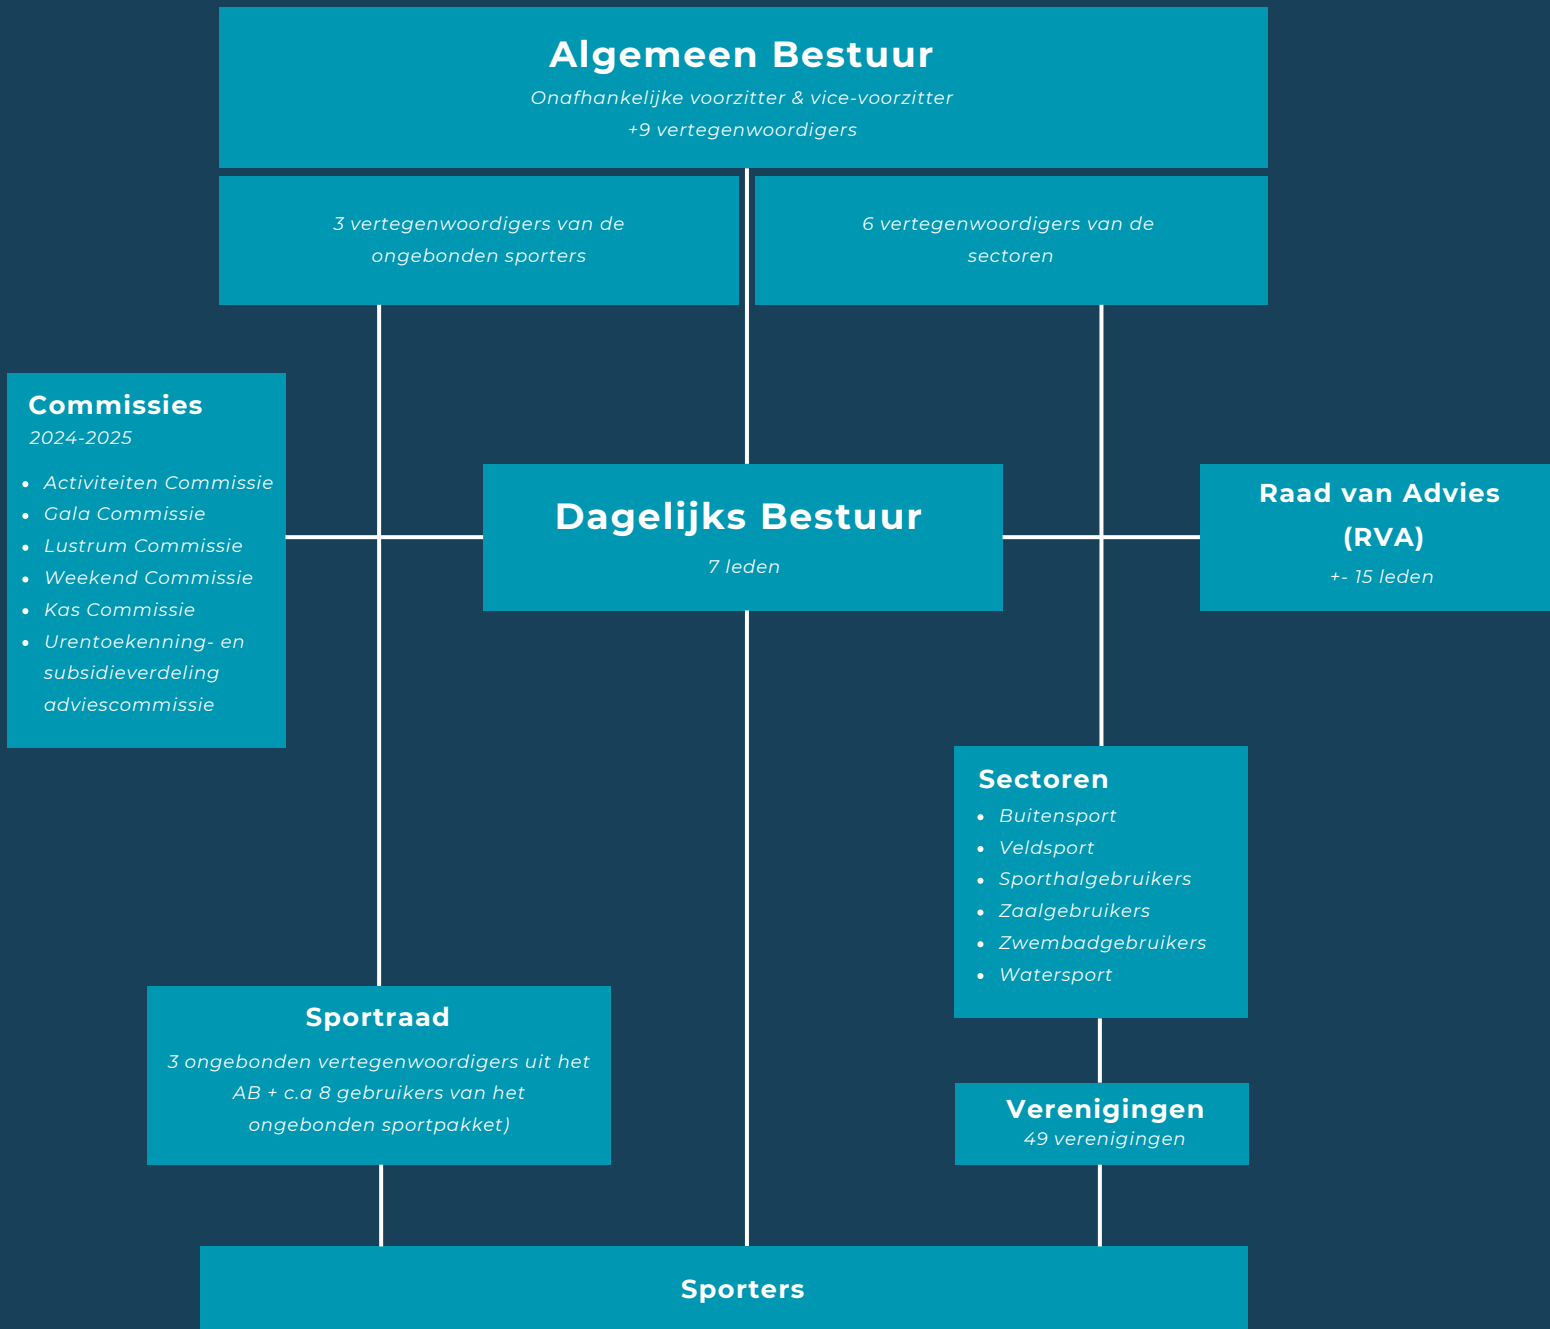 Algemeen Bestuur
Onafhankelijke voorzitter & vice-voorzitter
+9 vertegenwoordigers
3 vertegenwoordigers van de
ongebonden sporters
6 vertegenwoordigers van de
sectoren
Commissies
2024-2025
• Activiteiten Commissie
• Gala Commissie
• Lustrum Commissie
• Weekend Commissie
• Kas Commissie
• Urentoekenning- en
subsidieverdeling
adviescommissie
Dagelijks Bestuur
7 leden
Raad van Advies
(RVA)
+- 15 leden
Sectoren
• Buitensport
• Veldsport
• Sporthalgebruikers
• Zaalgebruikers
• Zwembadgebruikers
• Watersport
Sportraad
3 ongebonden vertegenwoordigers uit het
AB + c.a 8 gebruikers van het
ongebonden sportpakket)
Verenigingen
49 verenigingen
Sporters